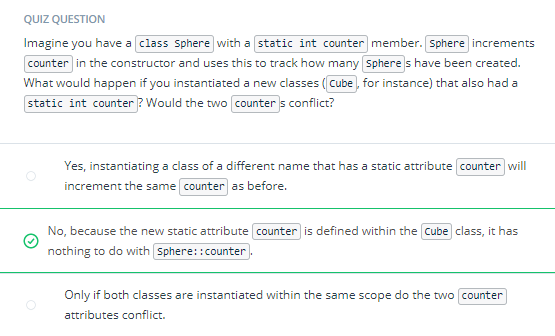 QUIZ QUESTION
Imagine you have a class Sphere with a static int counter member. Sphere increments
counter in the constructor and uses this to track how many Sphere s have been created.
What would happen if you instantiated a new classes ( Cube , for instance) that also had a
static int counter ? Would the two counter s conflict?
Yes, instantiating a class of a different name that has a static attribute counter will
increment the same counter as before.
No, because the new static attribute counter is defined within the Cube class, it has
nothing to do with Sphere::counter .
Only if both classes are instantiated within the same scope do the two counter
attributes conflict.